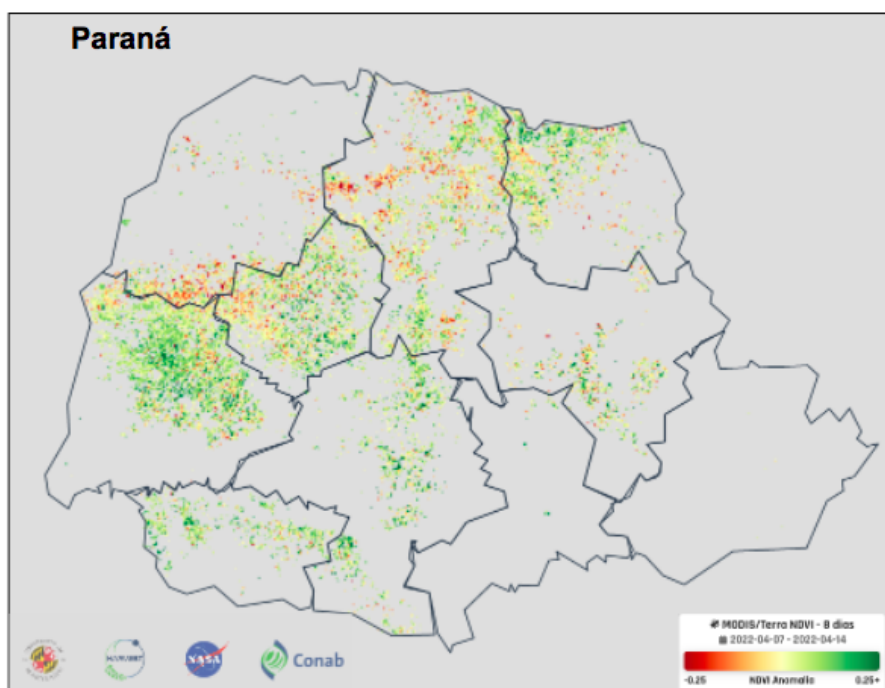 Paraná
MODIS/Terra NDVI - 8 dias
2022-04-07 - 2022-04-14
-0.25 NDVI Anomalia 0.25+
NASA
Conab